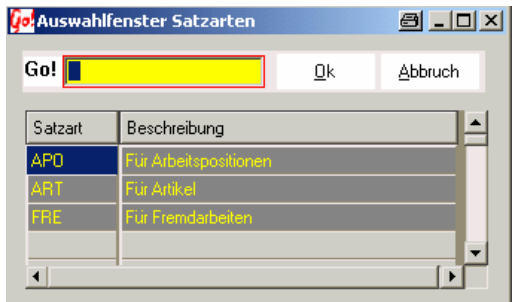 Go! Auswahlfenster Satzarten
Go! Ok Abbruch
Satzart Beschreibung
APO Für Arbeitspositionen
ART Für Artikel
FRE Für Fremdarbeiten